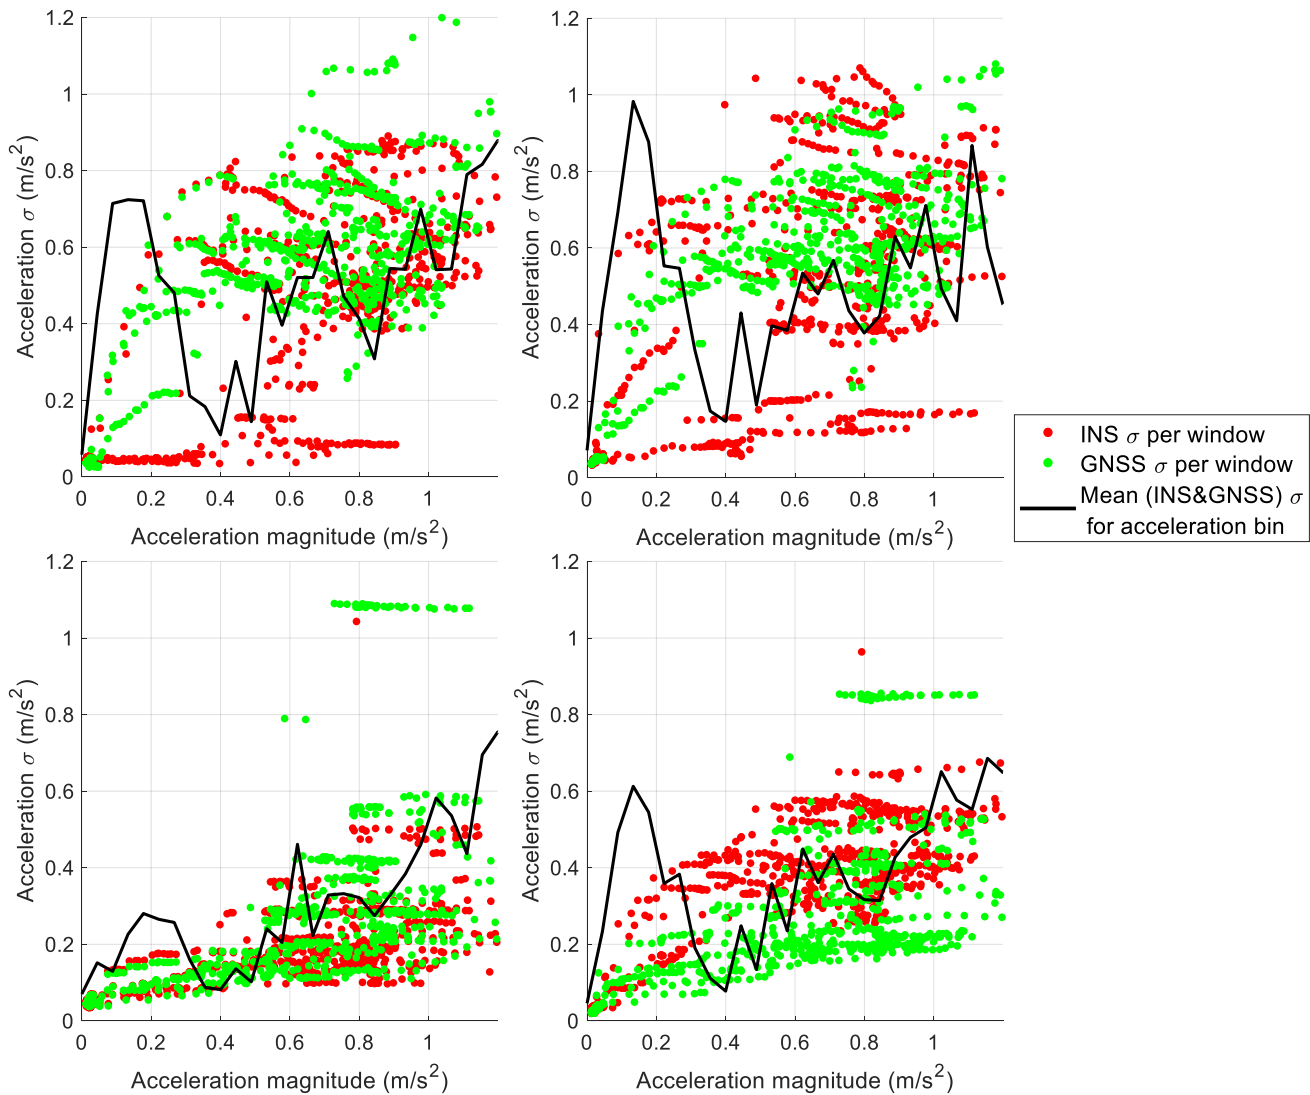 1.2
1
0.8
0.6
0.4
0.2
0
Acceleration σ (m/s²)
0 0.2 0.4 0.6 0.8 1
Acceleration magnitude (m/s²)
1.2
1
0.8
0.6
0.4
0.2
0
Acceleration σ (m/s²)
0 0.2 0.4 0.6 0.8 1
Acceleration magnitude (m/s²)
INS σ per window
GNSS σ per window
Mean (INS&GNSS) σ
for acceleration bin
1.2
1
0.8
0.6
0.4
0.2
0
Acceleration σ (m/s²)
0 0.2 0.4 0.6 0.8 1
Acceleration magnitude (m/s²)
1.2
1
0.8
0.6
0.4
0.2
0
Acceleration σ (m/s²)
0 0.2 0.4 0.6 0.8 1
Acceleration magnitude (m/s²)